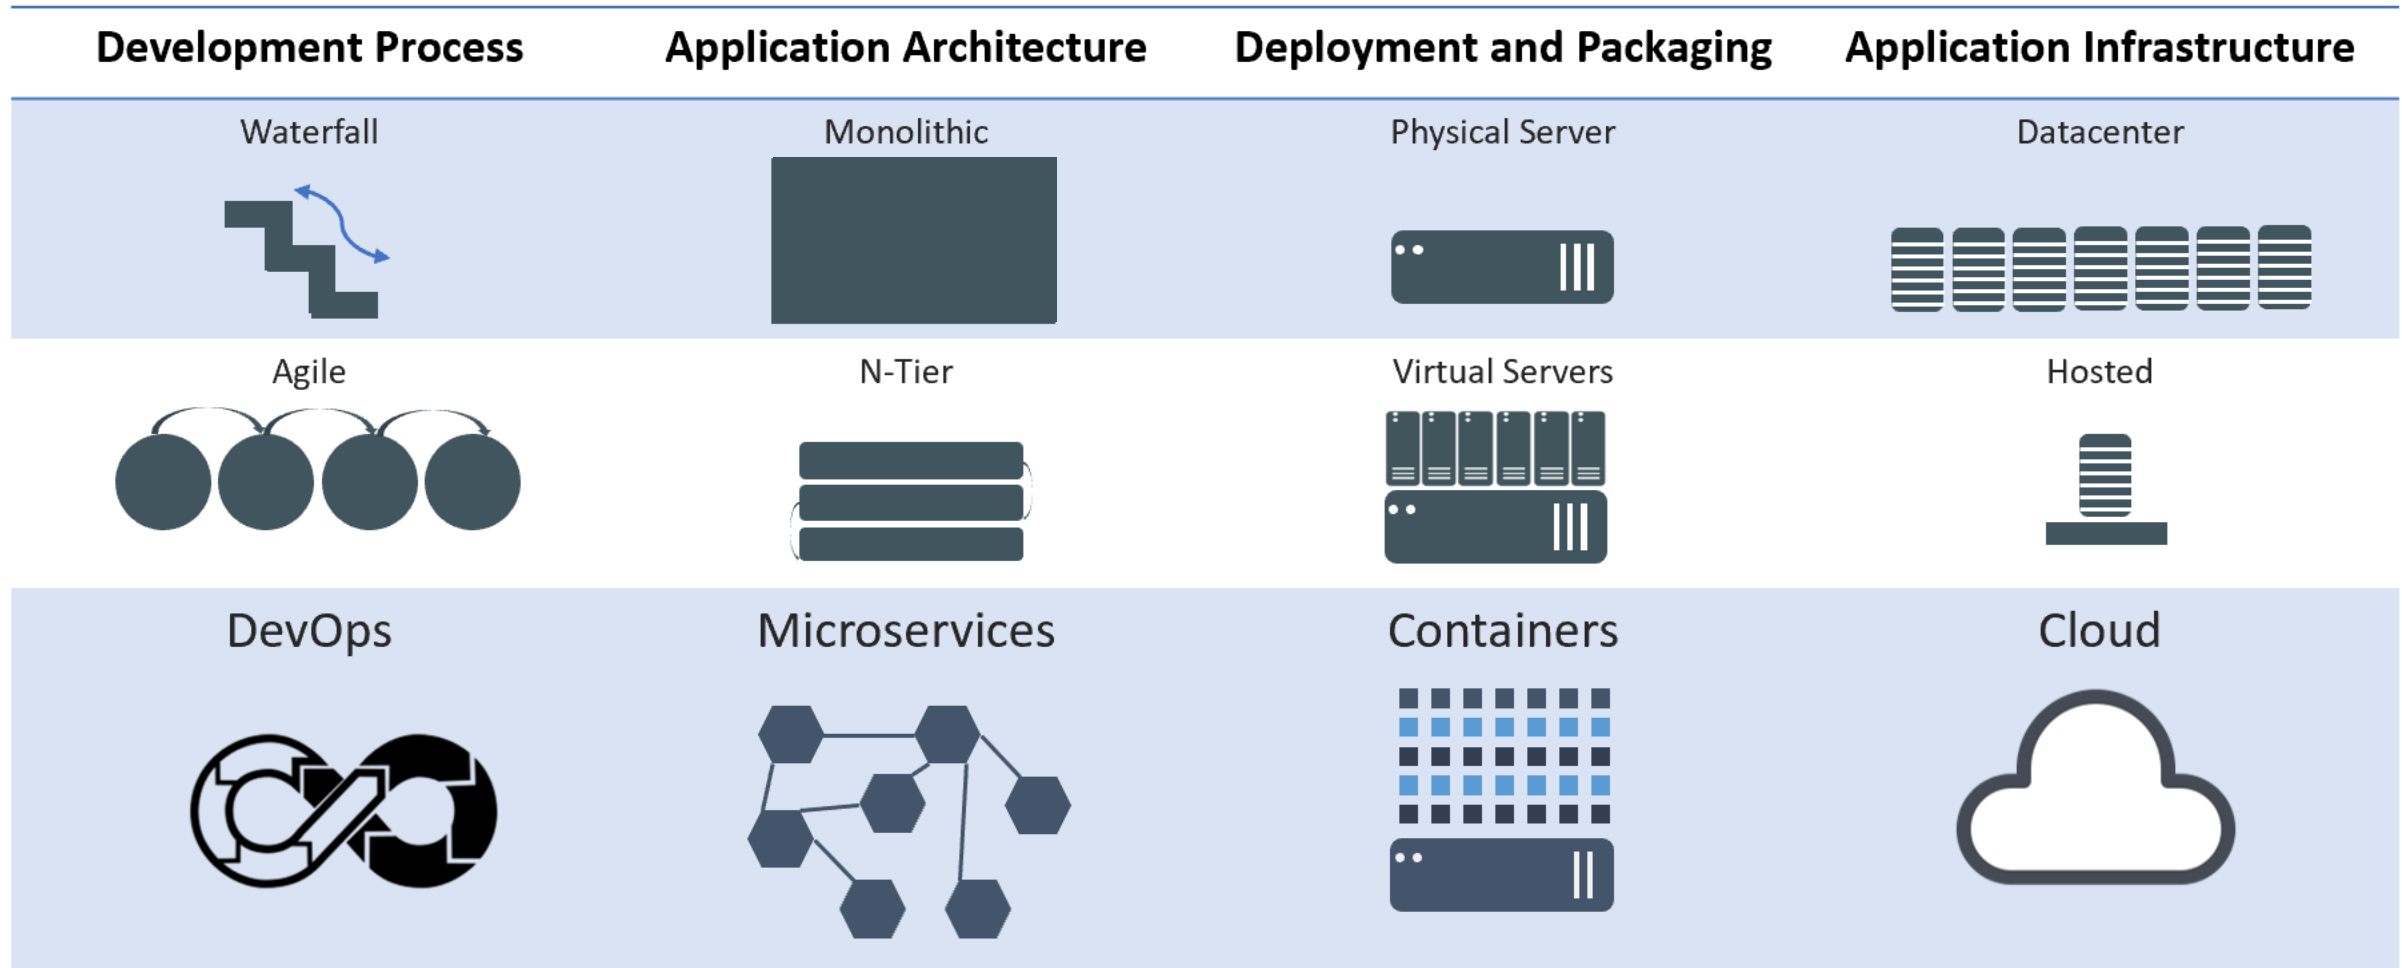 Development Process
Application Architecture
Deployment and Packaging
Application Infrastructure
Waterfall
Monolithic
Physical Server
Datacenter
Agile
N-Tier
Virtual Servers
Hosted
DevOps
Microservices
Containers
Cloud